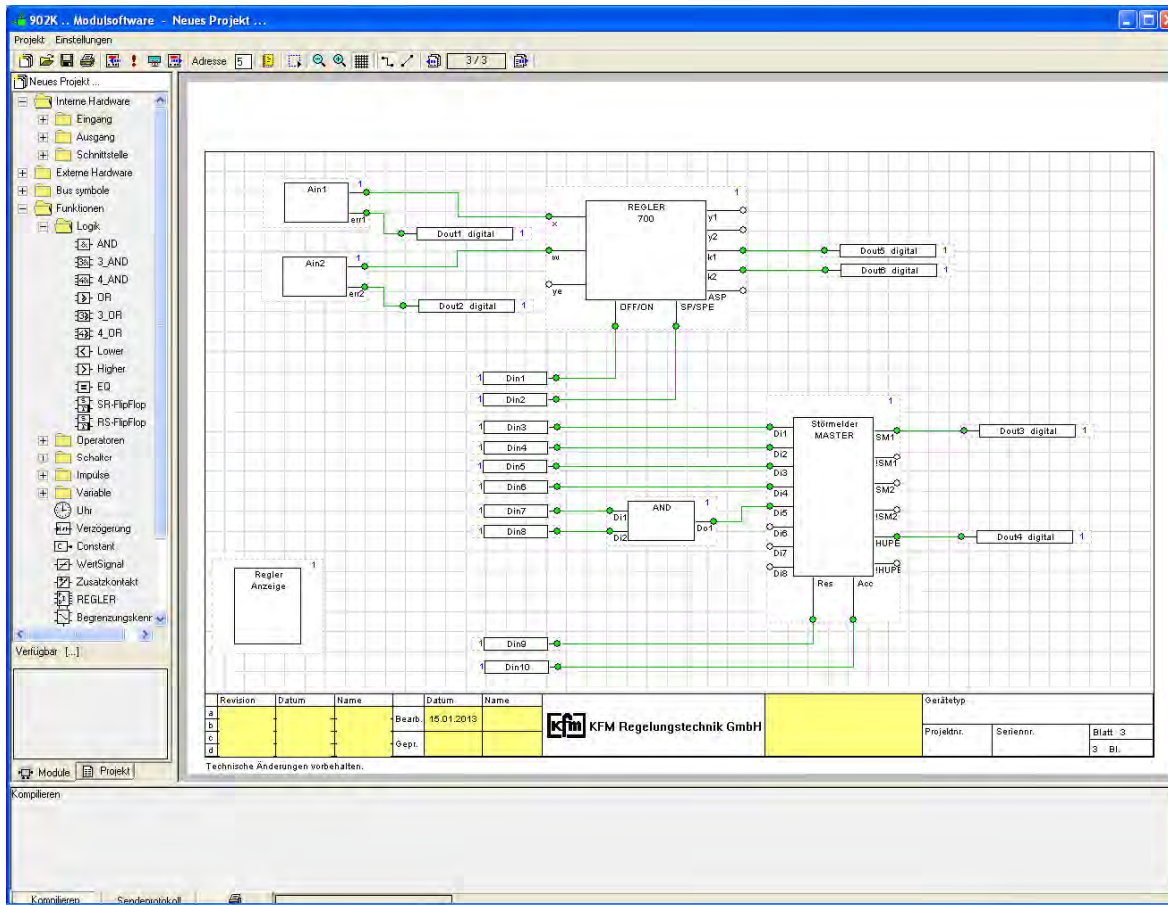 902K .. Modulsoftware - Neues Projekt ...
Projekt Einstellungen
Adresse 5 3 / 3
Neues Projekt ...
Interne Hardware
Eingang
Ausgang
Schnittstelle
Externe Hardware
Bus symbole
Funktionen
Logik
& AND
3& 3_AND
4& 4_AND
OR
3_OR
4_OR
Lower
Higher
EQ
SR-FlipFlop
RS-FlipFlop
Operatoren
Schalter
Impulse
Variable
Uhr
Verzögerung
C Constant
WertSignal
Zusatzkontakt
REGLER
Begrenzungskenr
Verfügbar [...]
Module Projekt
Ain1 1
err1
Dout1 digital 1
Ain2 1
err2
Dout2 digital 1
1
REGLER
700
x
w
ye
y1
y2
k1
k2
ASP
OFF/ON SP/SPE
Dout5 digital 1
Dout6 digital 1
1 Din1
1 Din2
1 Din3
1 Din4
1 Din5
1 Din6
1 Din7
1 Din8
AND 1
Di1
Di2
Do1
1
Störmelder
MASTER
Di1
Di2
Di3
Di4
Di5
Di6
Di7
Di8
SM1
!SM1
SM2
!SM2
HUPE
!HUPE
Res Acc
Dout3 digital 1
Dout4 digital 1
Regler
Anzeige
1
1 Din9
1 Din10
Revision Datum Name Datum Name
a
b
c
d
Bearb. 15.01.2013
Gepr.
Kfm KFM Regelungstechnik GmbH
Gerätetyp
Projektnr. Seriennr. Blatt 3
3 Bl.
Technische Änderungen vorbehalten.
Kompilieren
Kompilieren Sendeprotokoll